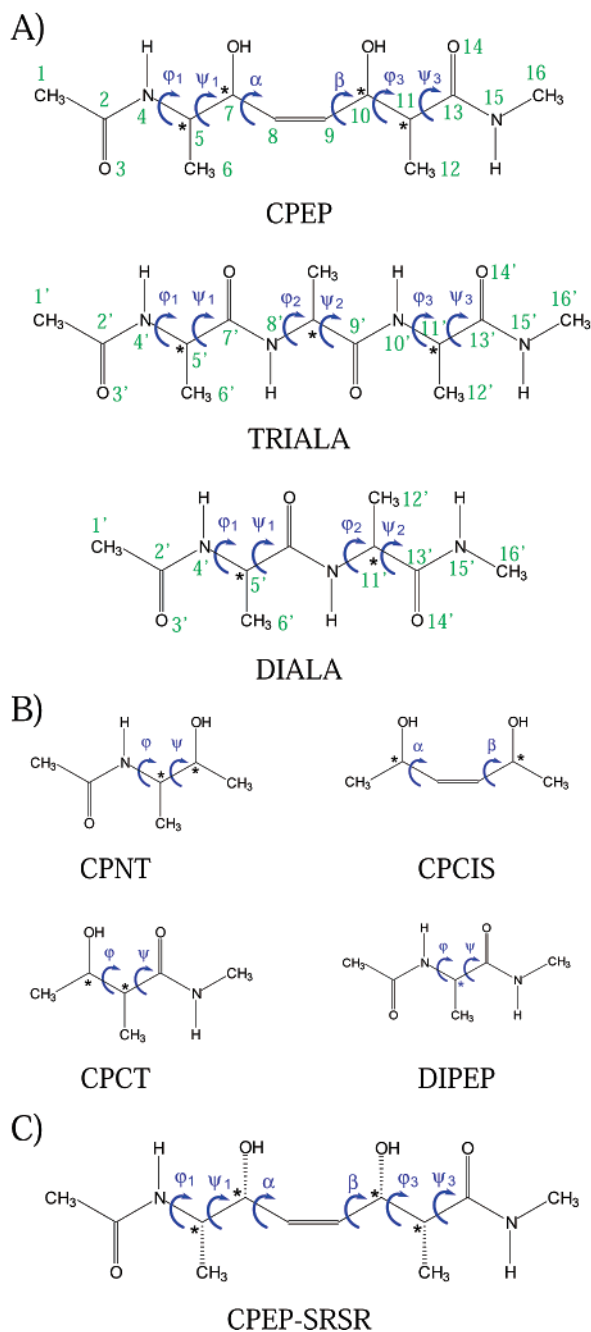 A)
H OH OH O 14
1 φ1 ψ1 α β φ3 ψ3 16
CH3 2 N 7 10 11 13 15 CH3
4 * * N
* 5 8 9 *
O 3 CH3 6 CH3 12 H
CPEP
H O CH3 H O 14'
1' φ1 ψ1 φ2 ψ2 φ3 ψ3 16'
CH3 2' N 8' 9' N 15' CH3
4' 7' N * 10' 11' 13' N
* 5' *
O 3' CH3 6' H O CH3 12' H
TRIALA
H O CH3 12' H
1' φ1 ψ1 φ2 ψ2
CH3 2' N 13' N 16'
4' N 11' * 15' CH3
* 5'
O 3' CH3 6' H O 14'
DIALA
B)
H OH OH OH
φ ψ α β
CH3 N * * *
* CH3 CH3 CH3
O CH3
CPNT CPCIS
OH O H O
φ ψ φ ψ
CH3 * * CH3 CH3 N * CH3
N N
CH3 H O CH3 H
CPCT DIPEP
C)
H OH OH O
φ1 ψ1 α β φ3 ψ3
CH3 N * * CH3
* * N
O CH3 CH3 H
CPEP-SRSR